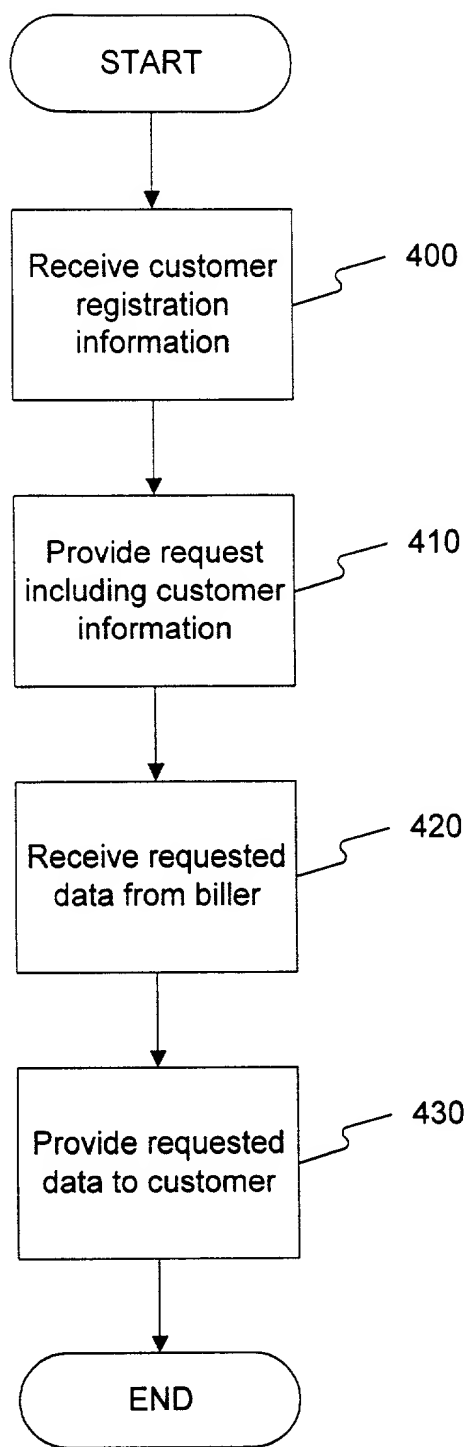 START
Receive customer
registration
information
400
Provide request
including customer
information
410
Receive requested
data from biller
420
Provide requested
data to customer
430
END